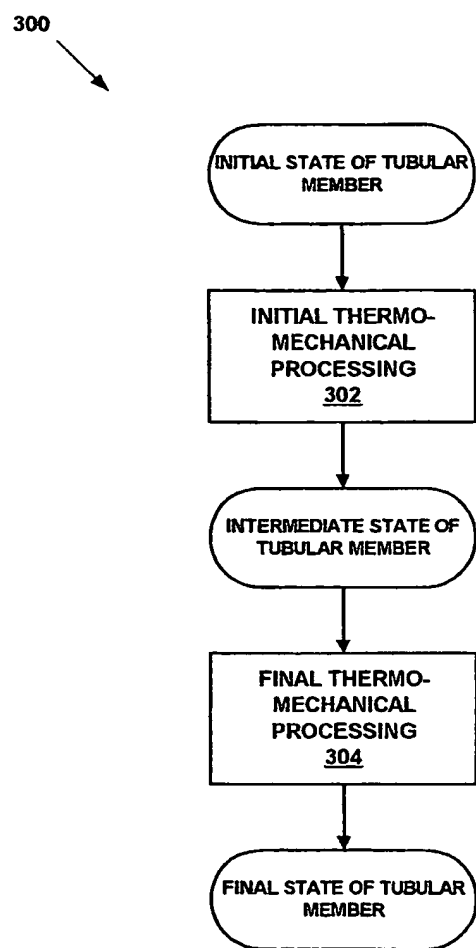 300
INITIAL STATE OF TUBULAR
MEMBER
INITIAL THERMO-
MECHANICAL
PROCESSING
302
INTERMEDIATE STATE OF
TUBULAR MEMBER
FINAL THERMO-
MECHANICAL
PROCESSING
304
FINAL STATE OF TUBULAR
MEMBER